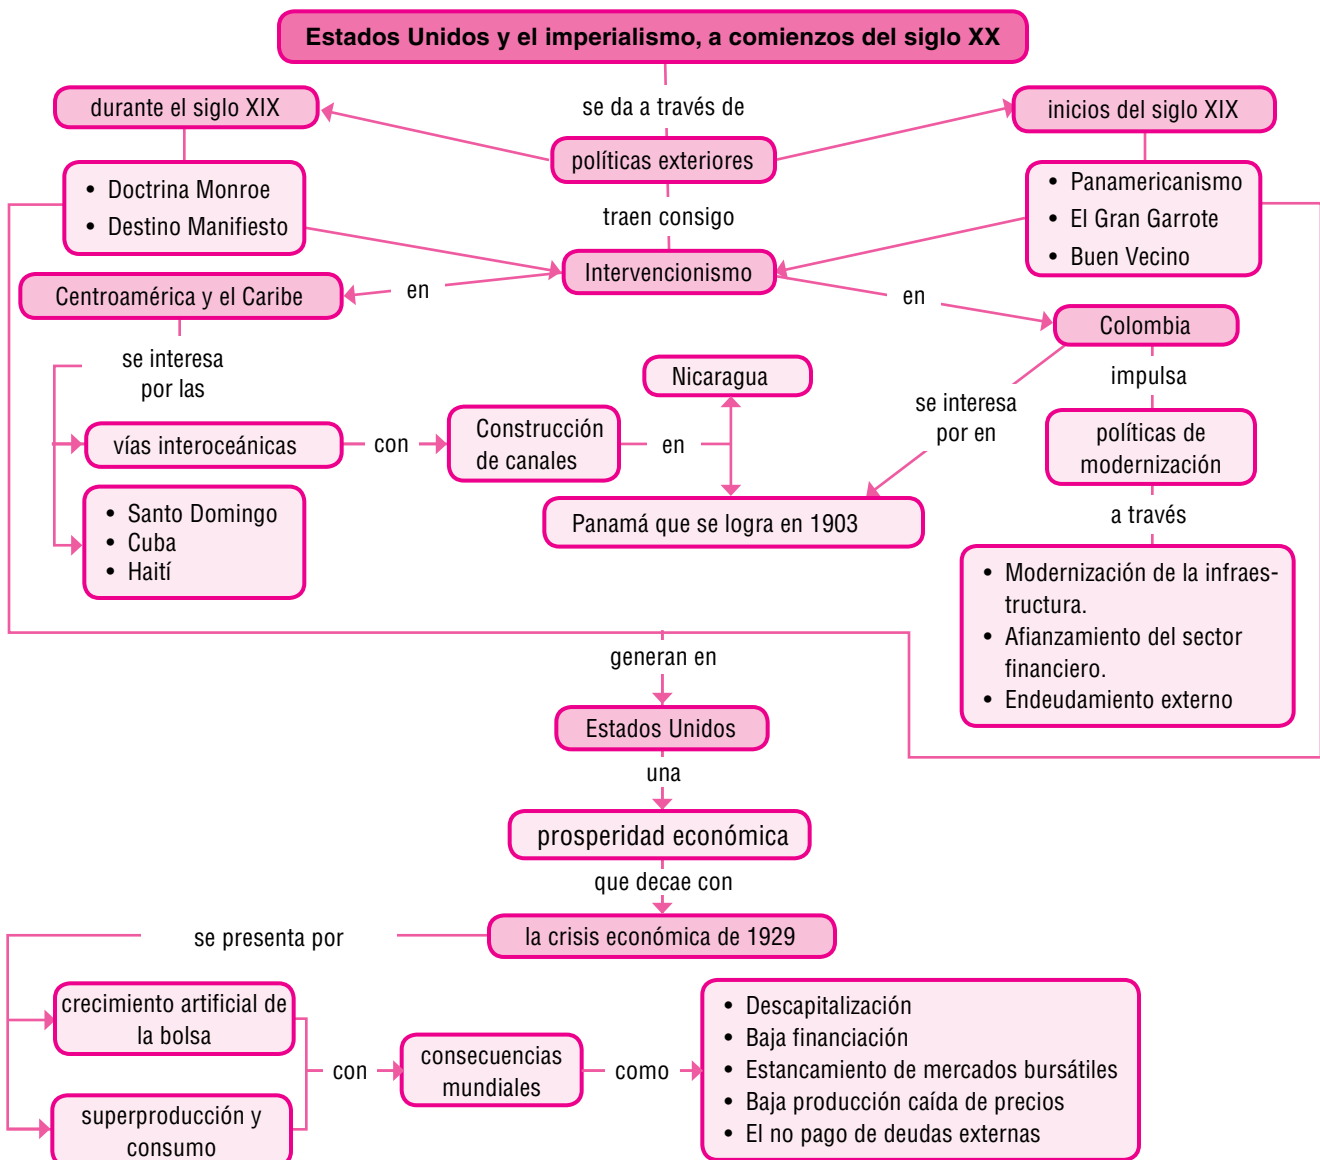 Estados Unidos y el imperialismo, a comienzos del siglo XX
durante el siglo XIX
se da a través de
inicios del siglo XIX
políticas exteriores
• Doctrina Monroe
• Destino Manifiesto
traen consigo
• Panamericanismo
• El Gran Garrote
• Buen Vecino
Intervencionismo
Centroamérica y el Caribe
en
en
Colombia
se interesa
por las
Nicaragua
impulsa
se interesa
por en
vías interoceánicas
con
Construcción
de canales
en
políticas de
modernización
• Santo Domingo
• Cuba
• Haití
Panamá que se logra en 1903
a través
• Modernización de la infraes-
tructura.
• Afianzamiento del sector
financiero.
• Endeudamiento externo
generan en
Estados Unidos
una
prosperidad económica
que decae con
se presenta por
la crisis económica de 1929
crecimiento artificial de
la bolsa
superproducción y
consumo
con
consecuencias
mundiales
como
• Descapitalización
• Baja financiación
• Estancamiento de mercados bursátiles
• Baja producción caída de precios
• El no pago de deudas externas